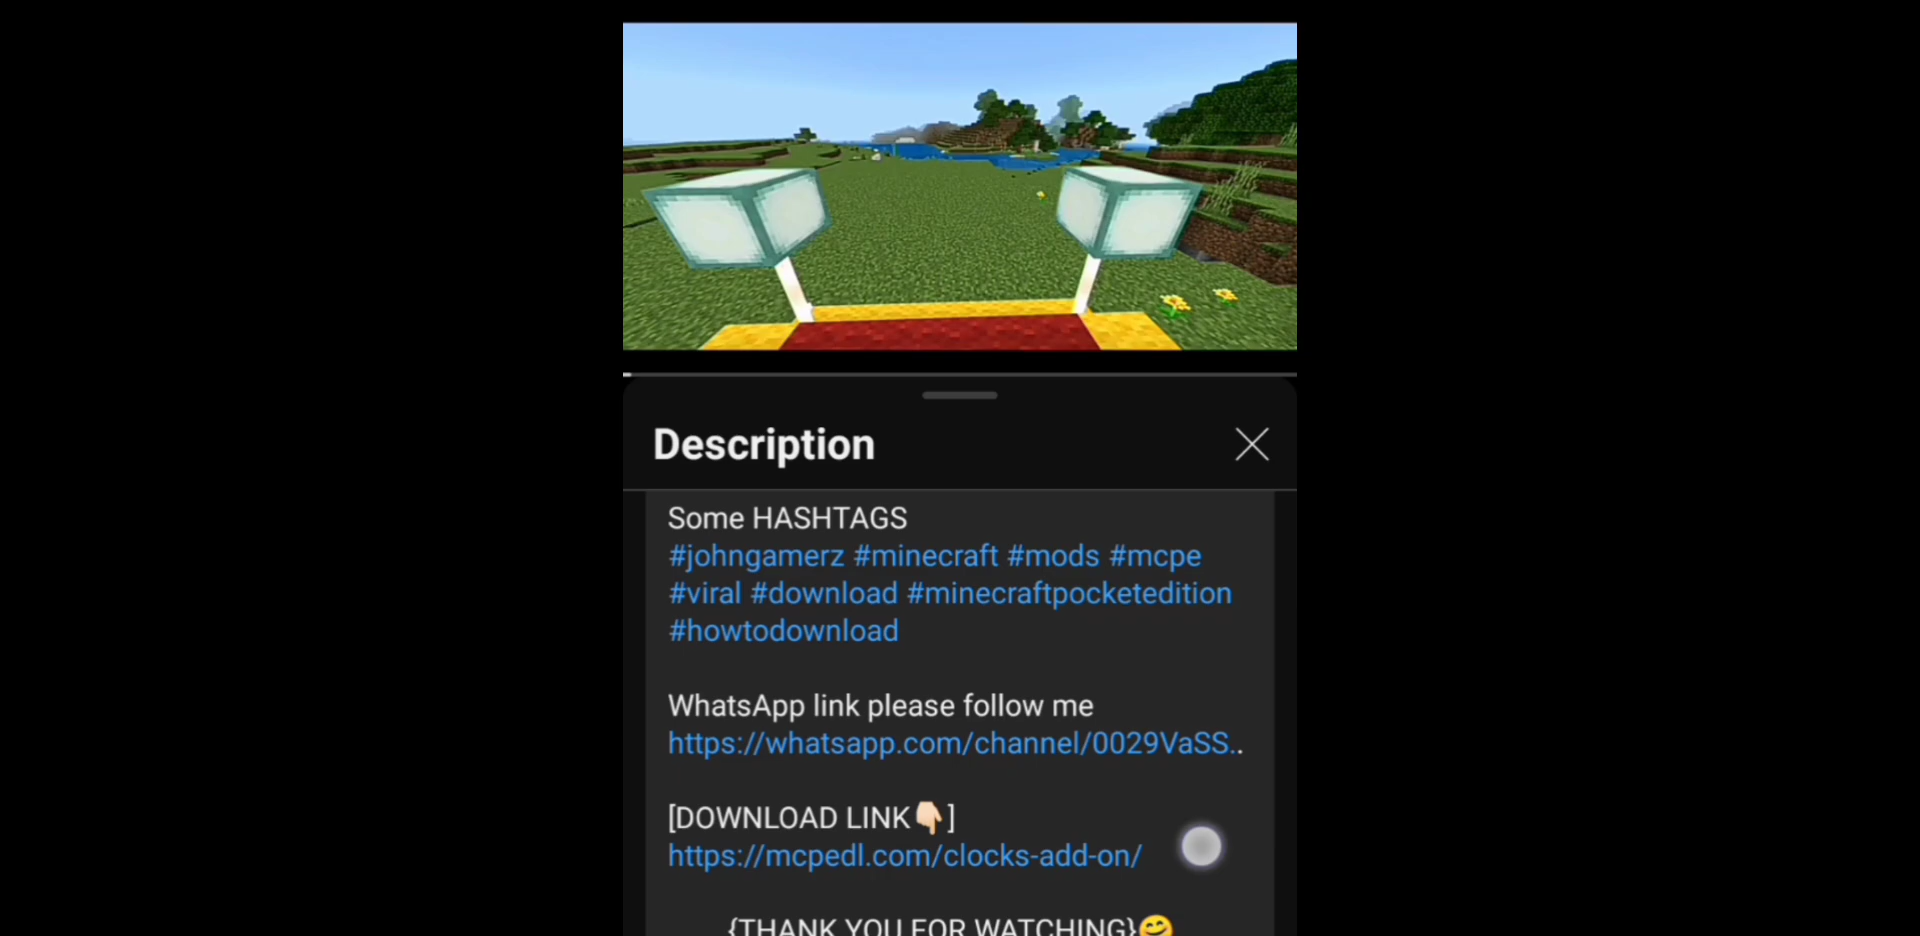 Description
Some HASHTAGS
#johngamerz #minecraft #mods #mcpe
#viral #download #minecraftpocketedition
#howtodownload
WhatsApp link please follow me
https://whatsapp.com/channel/0029VaSS..
[DOWNLOAD LINK👇🏻]
https://mcpedl.com/clocks-add-on/
{THANK YOU FOR WATCHING}🤗